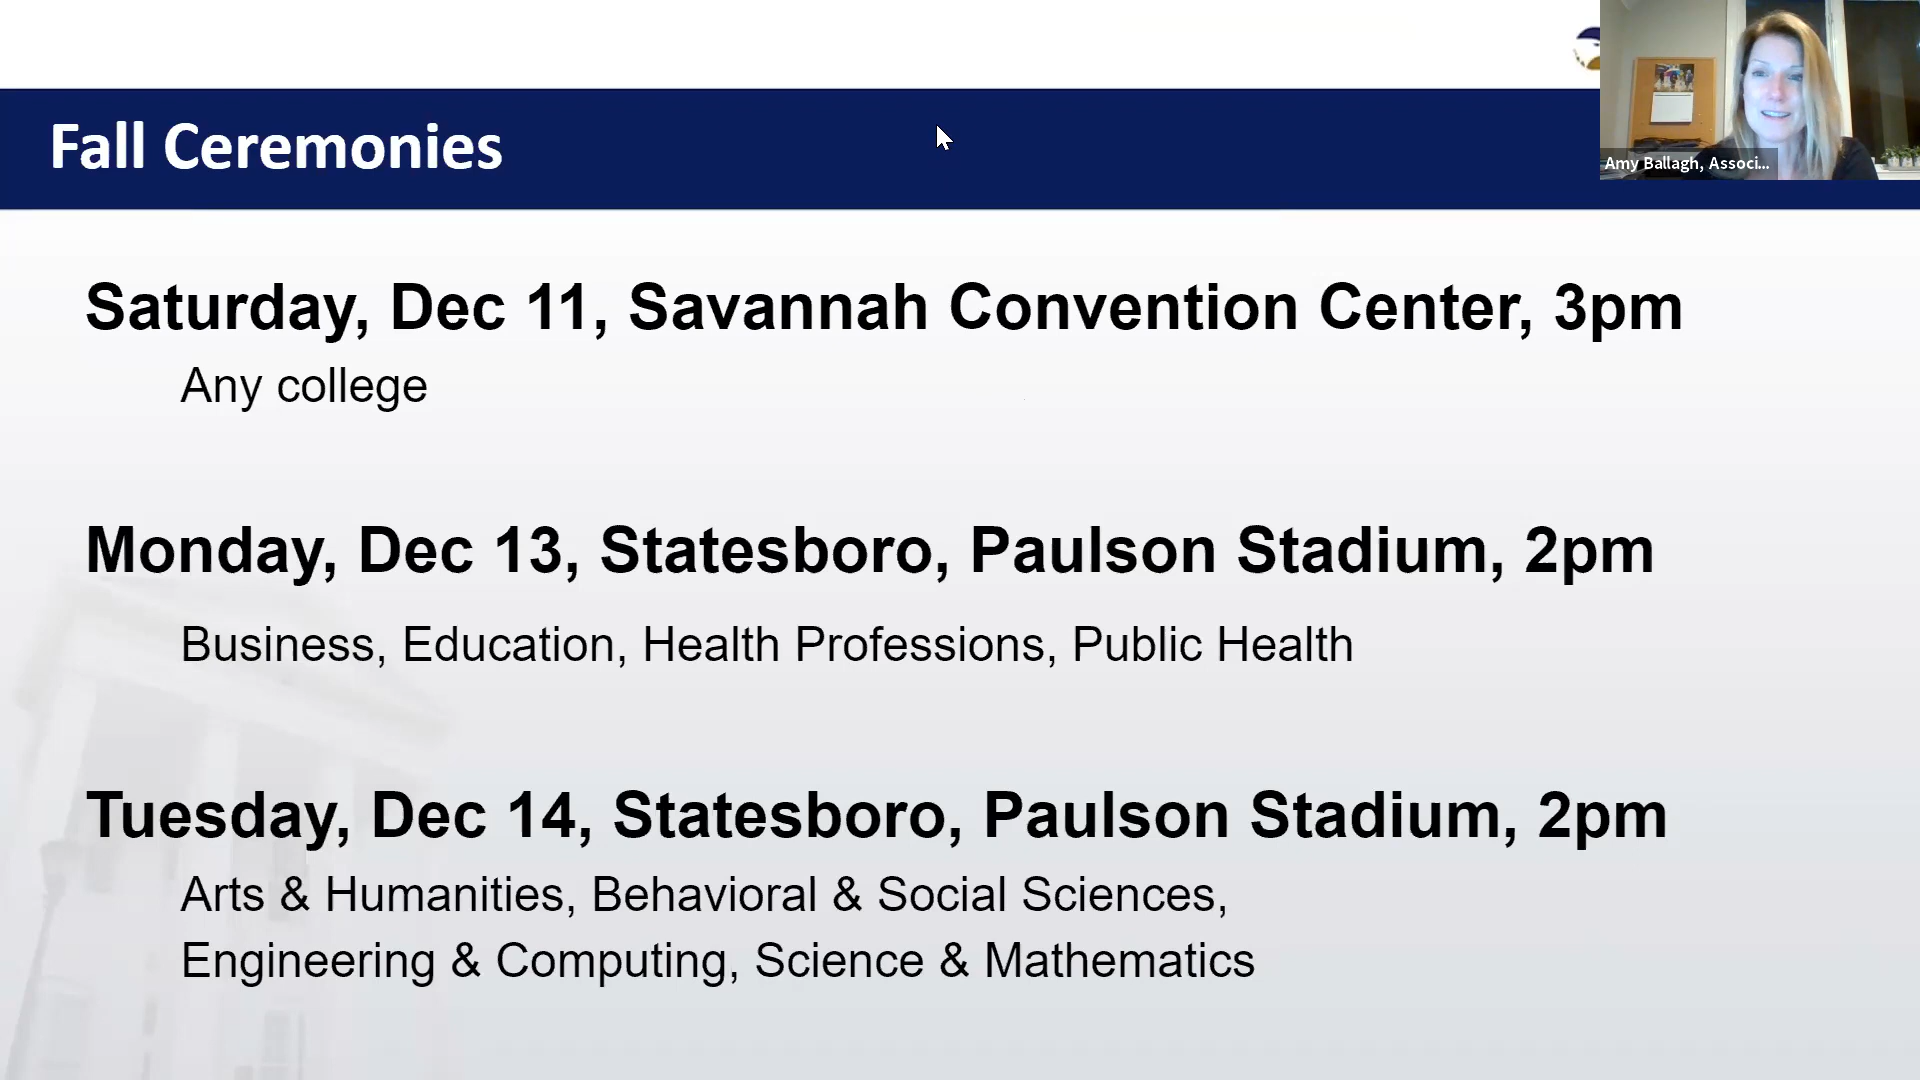 Fall Ceremonies
Amy Ballagh, Associ...
Saturday, Dec 11, Savannah Convention Center, 3pm
Any college
Monday, Dec 13, Statesboro, Paulson Stadium, 2pm
Business, Education, Health Professions, Public Health
Tuesday, Dec 14, Statesboro, Paulson Stadium, 2pm
Arts & Humanities, Behavioral & Social Sciences,
Engineering & Computing, Science & Mathematics